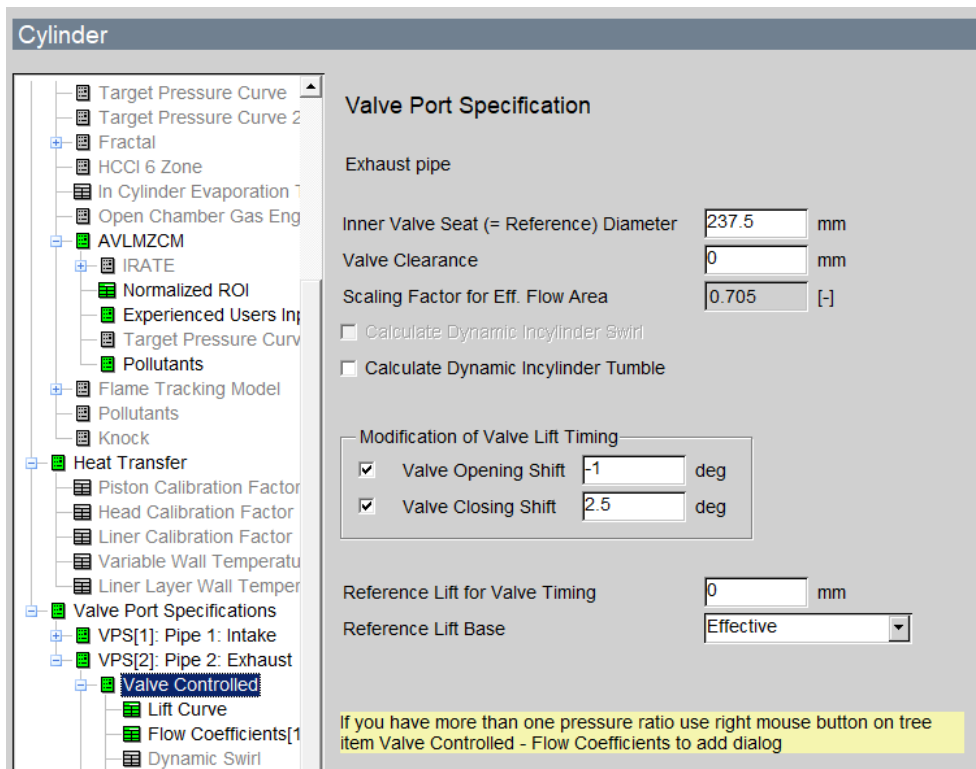 Cylinder
Target Pressure Curve
Target Pressure Curve 2
Fractal
HCCI 6 Zone
In Cylinder Evaporation
Open Chamber Gas Eng
AVLMZCM
IRATE
Normalized ROI
Experienced Users Inp
Target Pressure Curv
Pollutants
Flame Tracking Model
Pollutants
Knock
Heat Transfer
Piston Calibration Factor
Head Calibration Factor
Liner Calibration Factor
Variable Wall Temperatu
Liner Layer Wall Temper
Valve Port Specifications
VPS[1]: Pipe 1: Intake
VPS[2]: Pipe 2: Exhaust
Valve Controlled
Lift Curve
Flow Coefficients[1
Dynamic Swirl
Valve Port Specification
Exhaust pipe
Inner Valve Seat (= Reference) Diameter 237.5 mm
Valve Clearance 0 mm
Scaling Factor for Eff. Flow Area 0.705 [-]
Calculate Dynamic Incylinder Swirl
Calculate Dynamic Incylinder Tumble
Modification of Valve Lift Timing
Valve Opening Shift -1 deg
Valve Closing Shift 2.5 deg
Reference Lift for Valve Timing 0 mm
Reference Lift Base Effective
If you have more than one pressure ratio use right mouse button on tree
item Valve Controlled - Flow Coefficients to add dialog